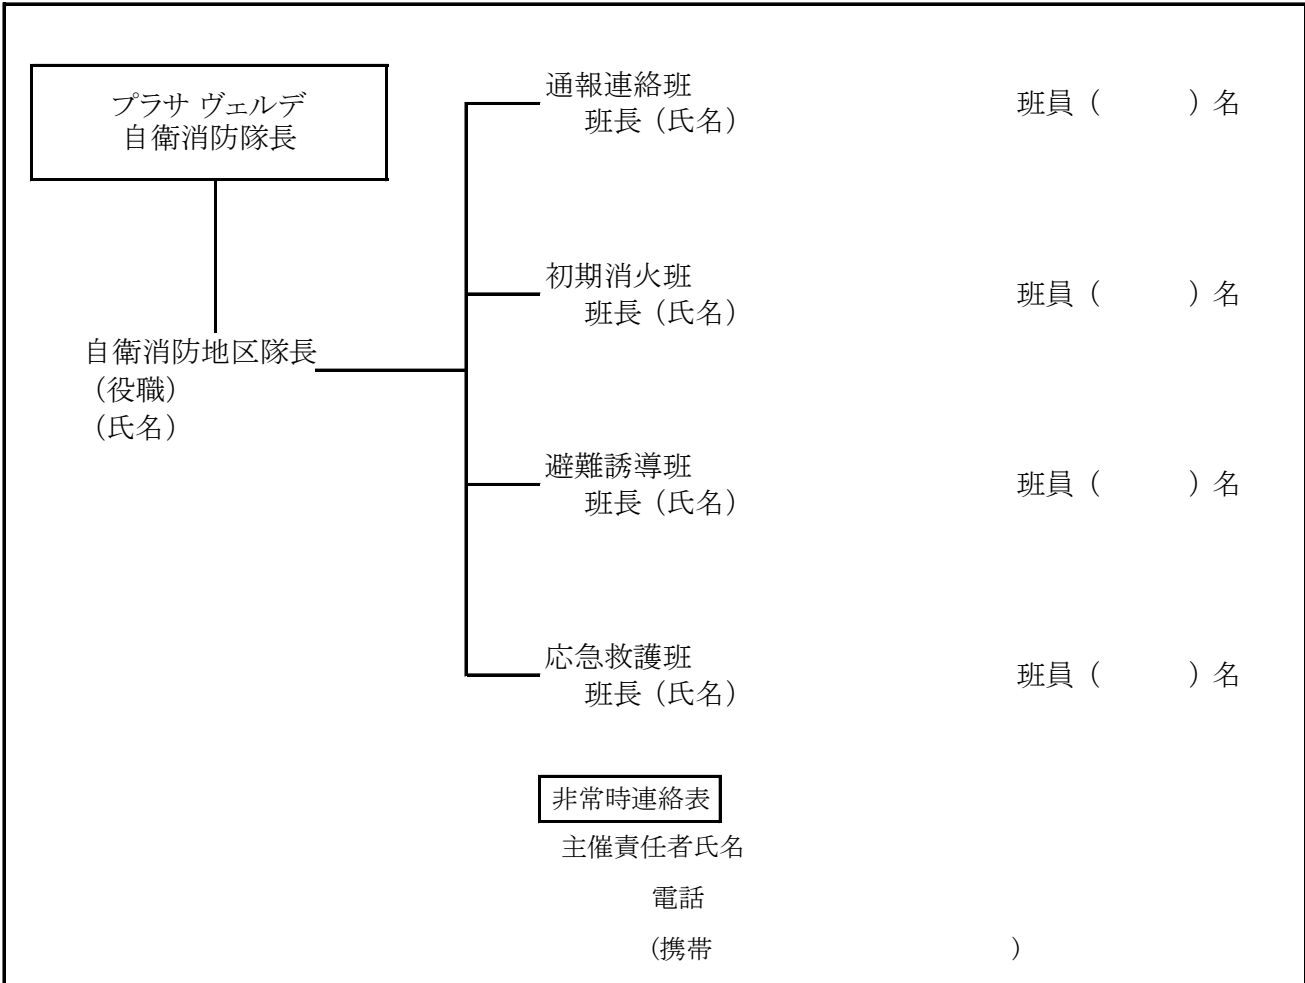 プラサ ヴェルデ
自衛消防隊長
通報連絡班
班長（氏名）
班員（　　　）名
初期消火班
班長（氏名）
班員（　　　）名
自衛消防地区隊長
（役職）
（氏名）
避難誘導班
班長（氏名）
班員（　　　）名
応急救護班
班長（氏名）
班員（　　　）名
非常時連絡表
主催責任者氏名
電話
(携帯　　　　　　　　　　)